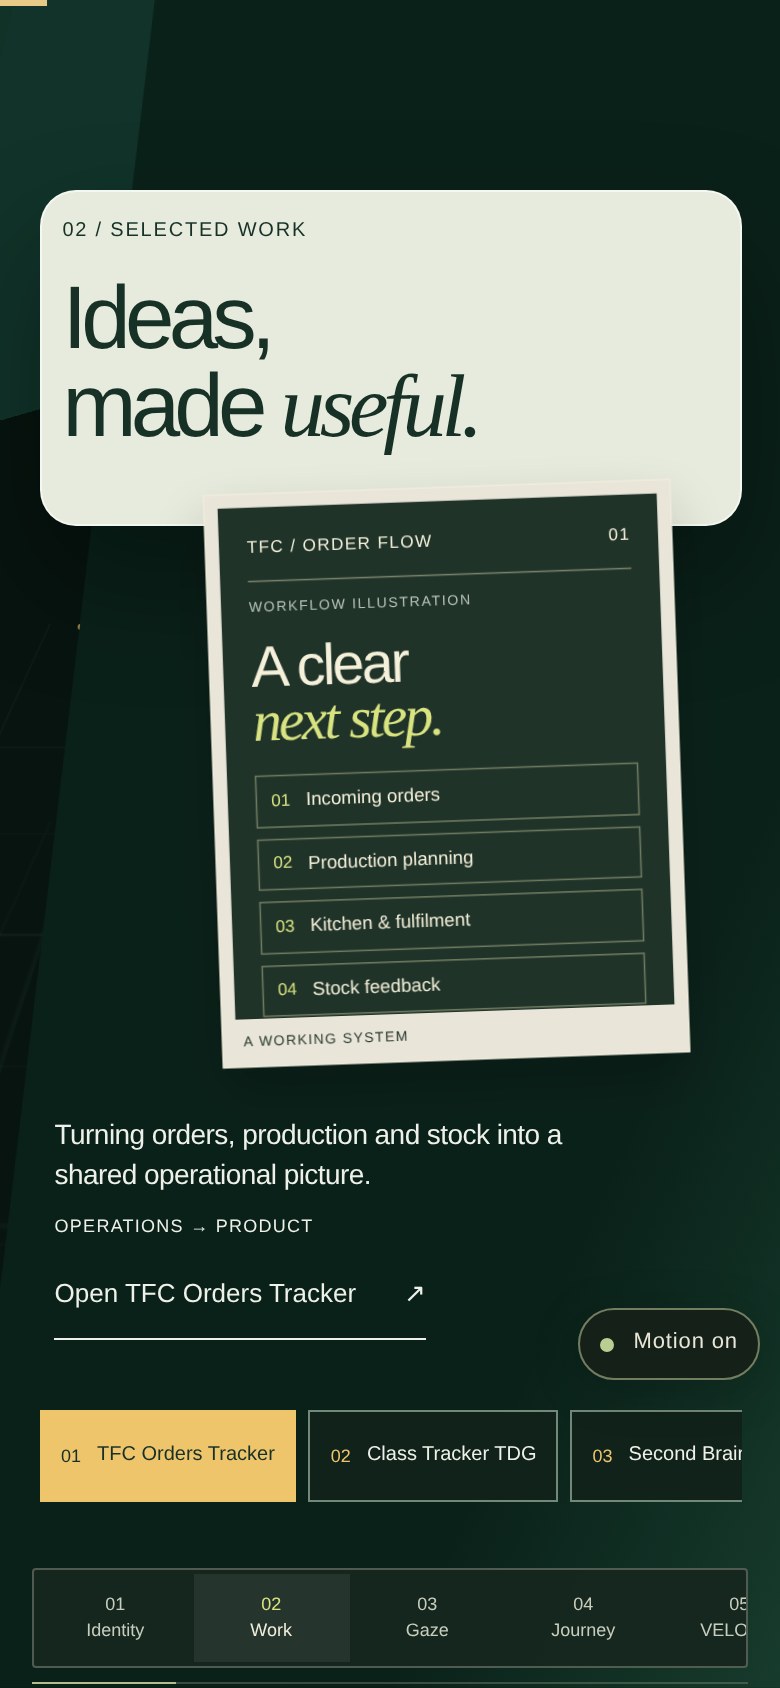 02 / SELECTED WORK
Ideas,
made useful.
TFC / ORDER FLOW 01
WORKFLOW ILLUSTRATION
A clear
next step.
01 Incoming orders
02 Production planning
03 Kitchen & fulfilment
04 Stock feedback
A WORKING SYSTEM
Turning orders, production and stock into a
shared operational picture.
OPERATIONS → PRODUCT
Open TFC Orders Tracker ↗
Motion on
01 TFC Orders Tracker
02 Class Tracker TDG
03 Second Brain
01
Identity
02
Work
03
Gaze
04
Journey
05
VELO